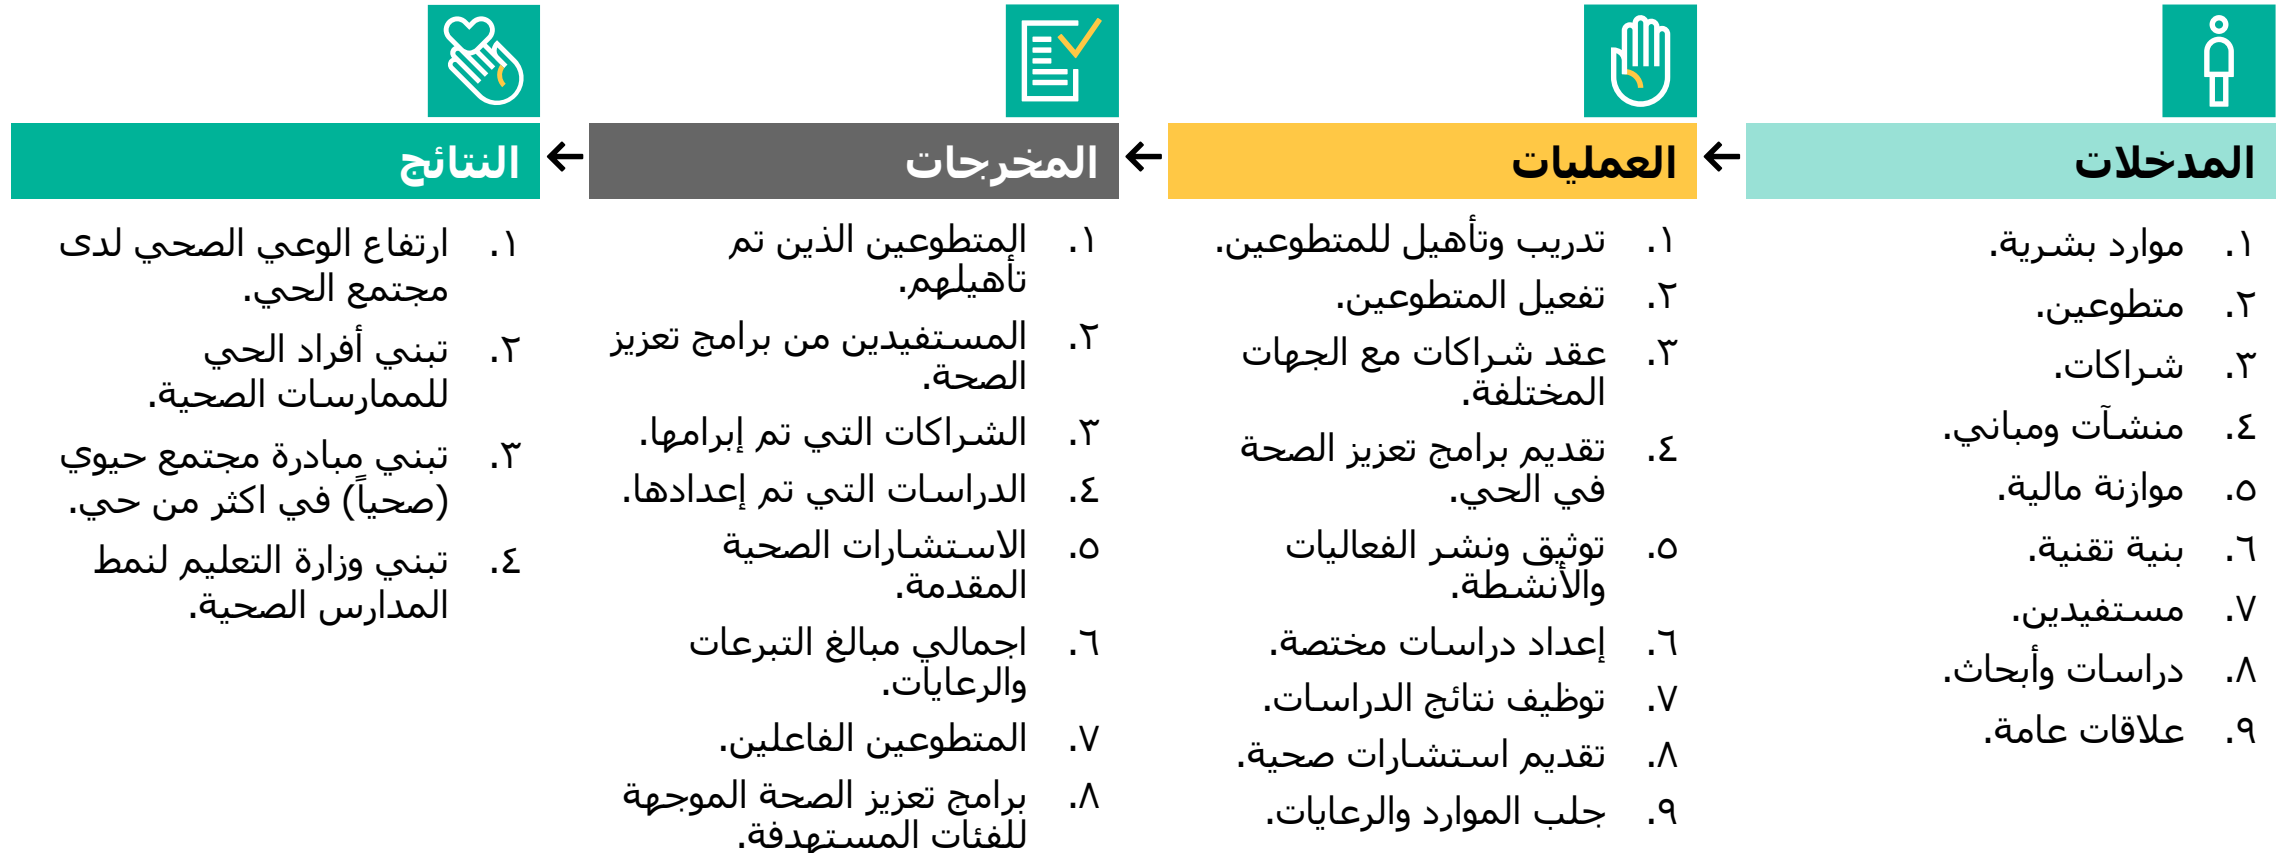 المدخلات
١. موارد بشرية.
٢. متطوعين.
٣. شراكات.
٤. منشآت ومباني.
٥. موازنة مالية.
٦. بنية تقنية.
٧. مستفيدين.
٨. دراسات وأبحاث.
٩. علاقات عامة.
العمليات
١. تدريب وتأهيل للمتطوعين.
٢. تفعيل المتطوعين.
٣. عقد شراكات مع الجهات
المختلفة.
٤. تقديم برامج تعزيز الصحة
في الحي.
٥. توثيق ونشر الفعاليات
والأنشطة.
٦. إعداد دراسات مختصة.
٧. توظيف نتائج الدراسات.
٨. تقديم استشارات صحية.
٩. جلب الموارد والرعايات.
المخرجات
١. المتطوعين الذين تم
تأهيلهم.
٢. المستفيدين من برامج تعزيز
الصحة.
٣. الشراكات التي تم إبرامها.
٤. الدراسات التي تم إعدادها.
٥. الاستشارات الصحية
المقدمة.
٦. اجمالي مبالغ التبرعات
والرعايات.
٧. المتطوعين الفاعلين.
٨. برامج تعزيز الصحة الموجهة
للفئات المستهدفة.
النتائج
١. ارتفاع الوعي الصحي لدى
مجتمع الحي.
٢. تبني أفراد الحي
للممارسات الصحية.
٣. تبني مبادرة مجتمع حيوي
(صحياً) في اكثر من حي.
٤. تبني وزارة التعليم لنمط
المدارس الصحية.